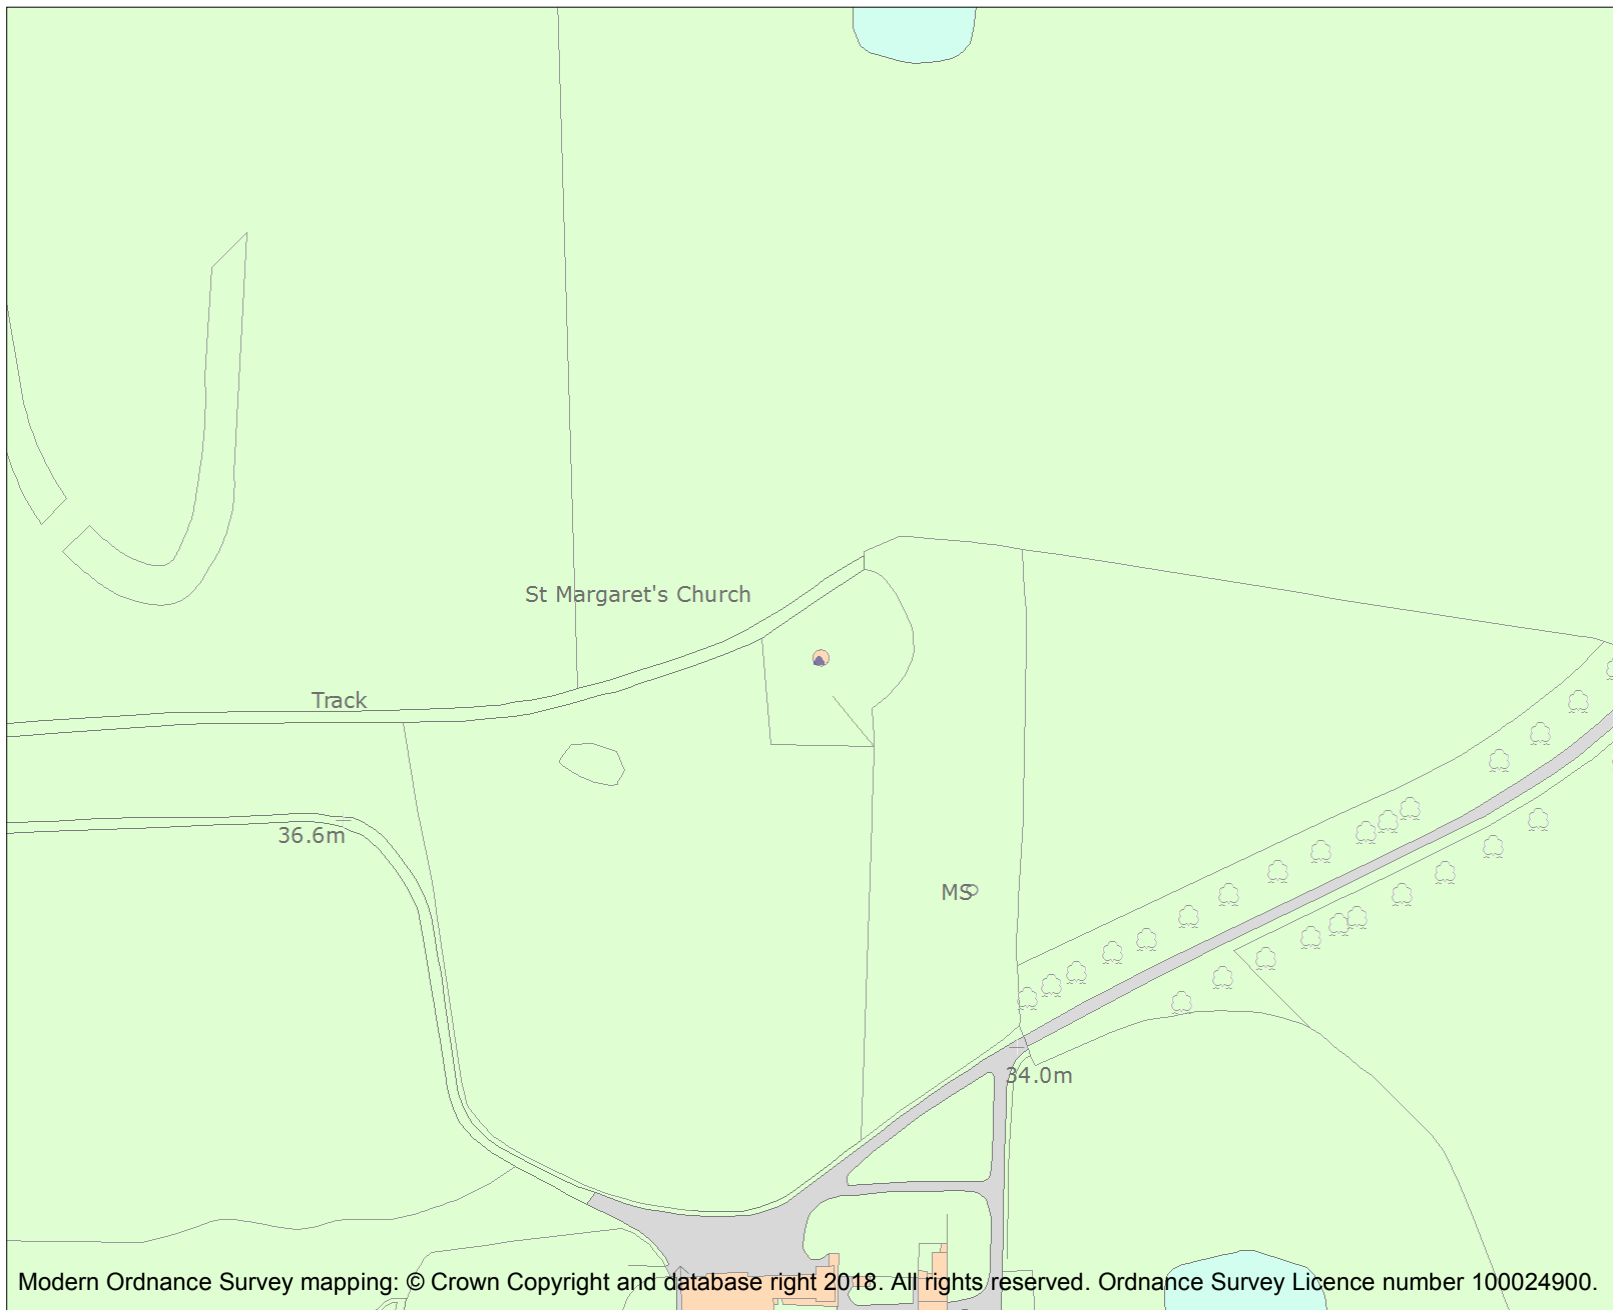 St Margaret's Church
Track
36.6m
MS
34.0m
Modern Ordnance Survey mapping: © Crown Copyright and database right 2018. All rights reserved. Ordnance Survey Licence number 100024900.